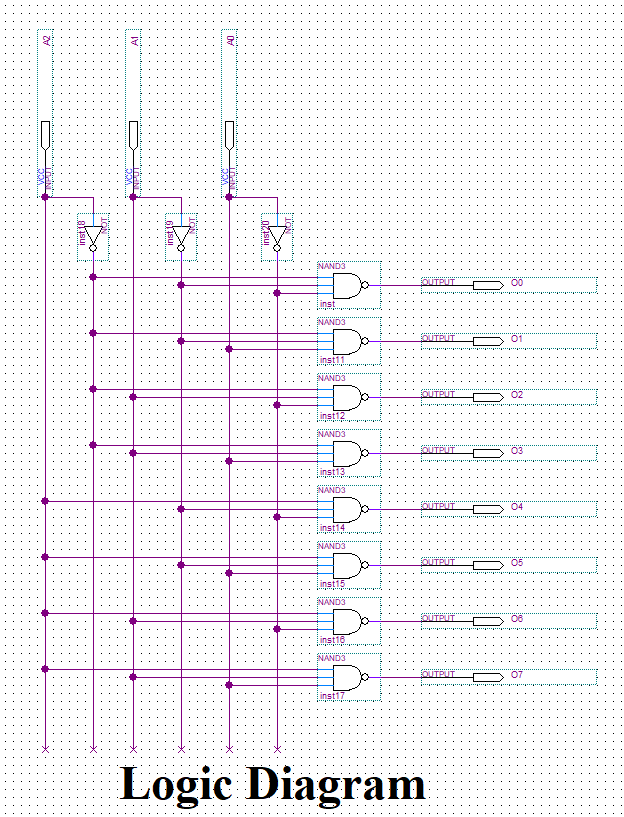 A2 A1 A0
VCC INPUT VCC INPUT VCC INPUT
inst18 NOT inst19 NOT inst20 NOT
NAND3
OUTPUT O0
inst
NAND3
OUTPUT O1
inst11
NAND3
OUTPUT O2
inst12
NAND3
OUTPUT O3
inst13
NAND3
OUTPUT O4
inst14
NAND3
OUTPUT O5
inst15
NAND3
OUTPUT O6
inst16
NAND3
OUTPUT O7
inst17
Logic Diagram